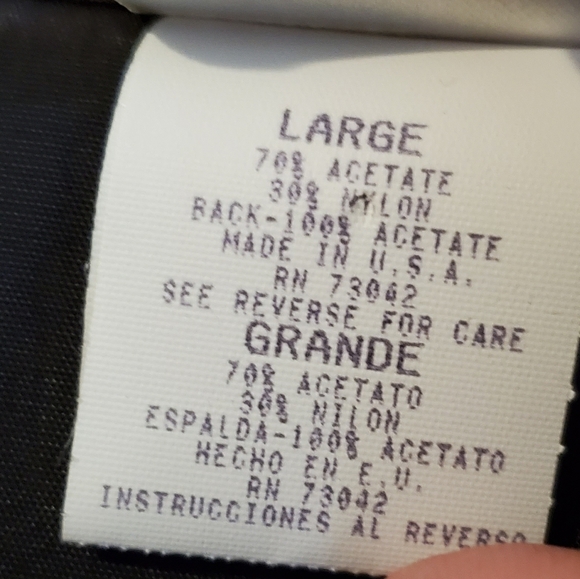 LARGE
70% ACETATE
30% NYLON
BACK-100% ACETATE
MADE IN U.S.A.
RN 73042
SEE REVERSE FOR CARE
GRANDE
70% ACETATO
30% NILON
ESPALDA-100% ACETATO
HECHO EN E.U.
RN 73042
INSTRUCCIONES AL REVERSO